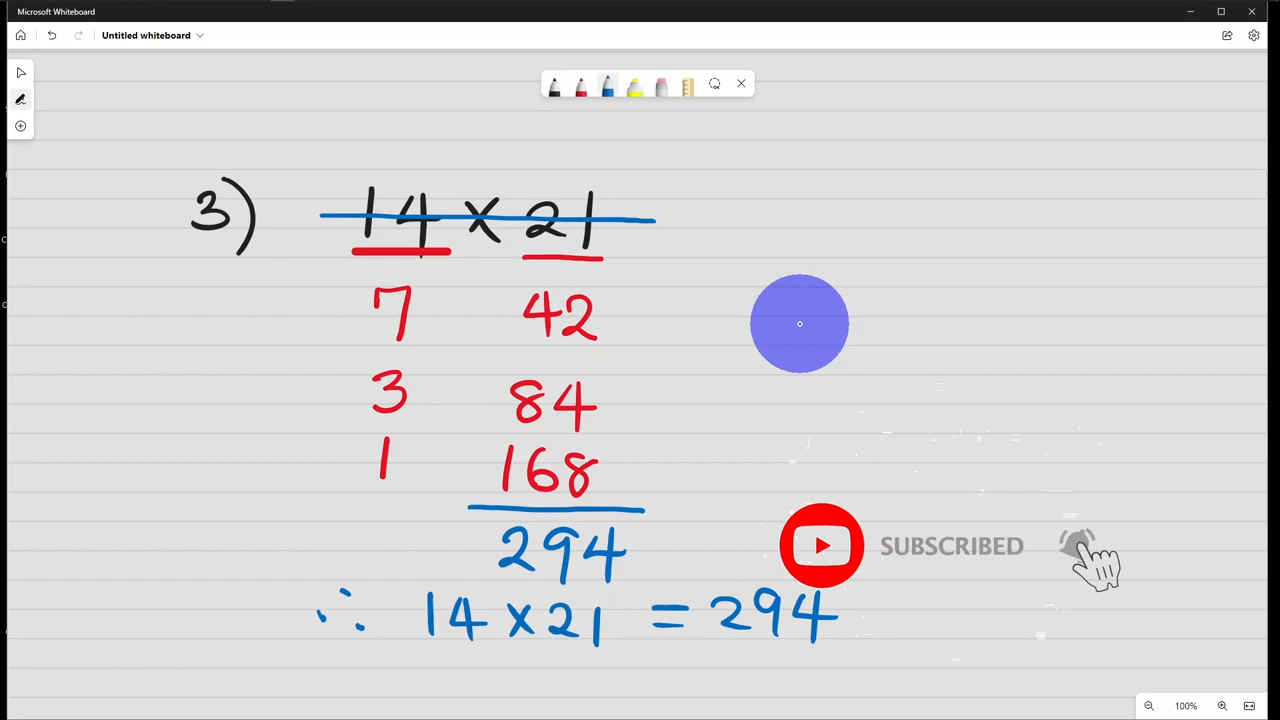 Microsoft Whiteboard
Untitled whiteboard
3) 14 x 21
7 42
3 84
1 168
294
SUBSCRIBED
∴ 14 x 21 = 294
100%